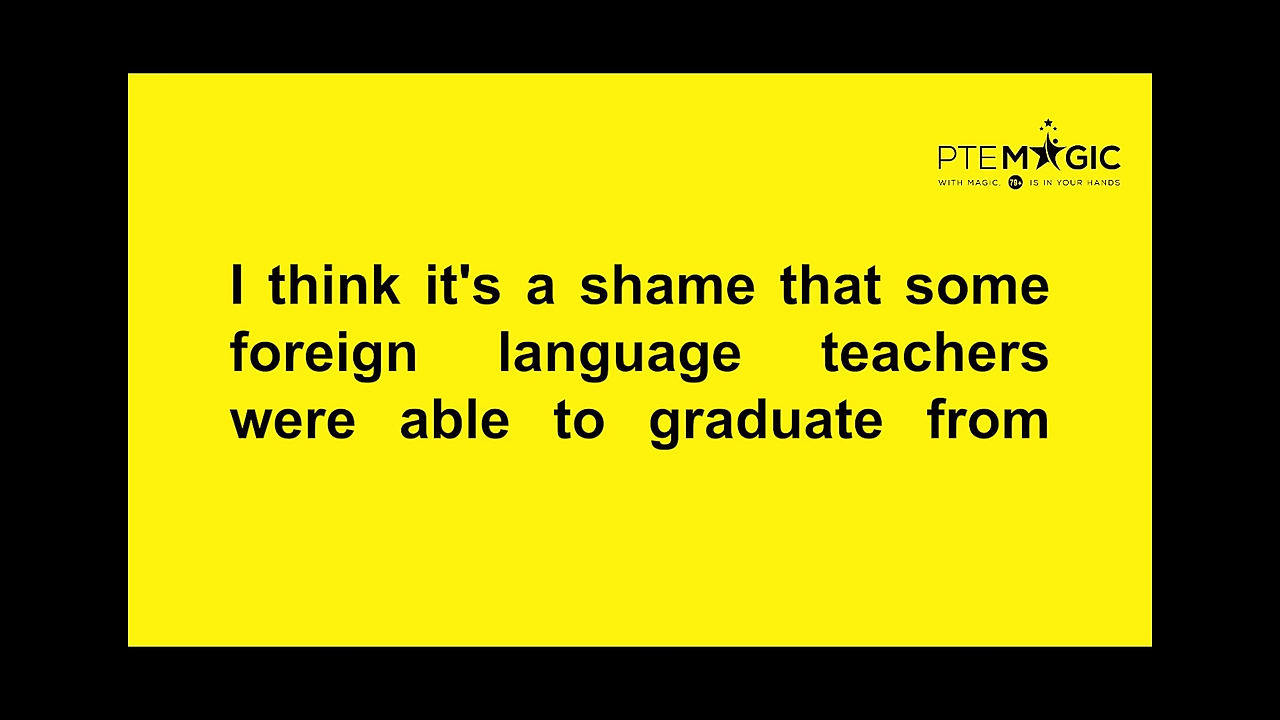 PTEMAGIC
WITH MAGIC, 79+ IS IN YOUR HANDS
I think it's a shame that some
foreign language teachers
were able to graduate from